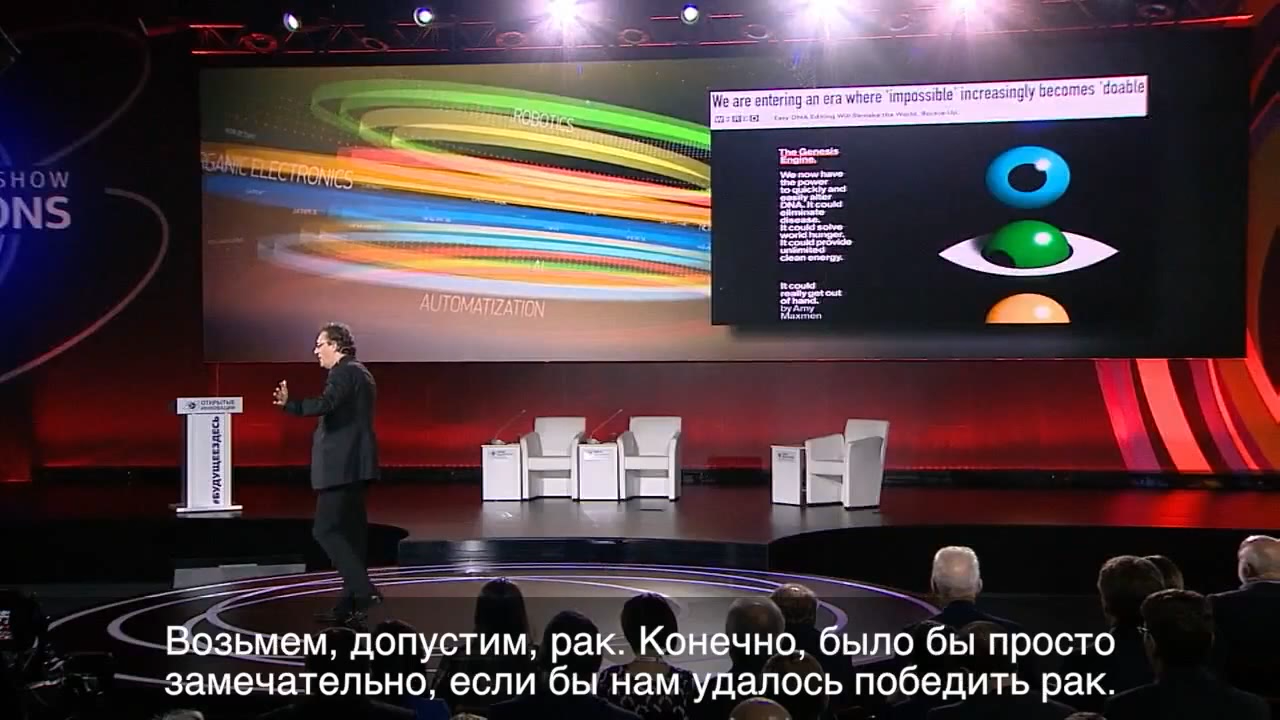 SHOW
ONS
ROBOTICS
ORGANIC ELECTRONICS
AI
AUTOMATIZATION
We are entering an era where 'impossible' increasingly becomes 'doable
WIRED Easy DNA Editing Will Remake the World. Buckle Up.
The Genesis
Engine.
We now have
the power
to quickly and
easily alter
DNA. It could
eliminate
disease.
It could solve
world hunger.
It could provide
unlimited
clean energy.
It could
really get out
of hand.
by Amy
Maxmen
ОТКРЫТЫЕ
ИННОВАЦИИ
#БУДУЩЕЕЗДЕСЬ
Возьмем, допустим, рак. Конечно, было бы просто
замечательно, если бы нам удалось победить рак.